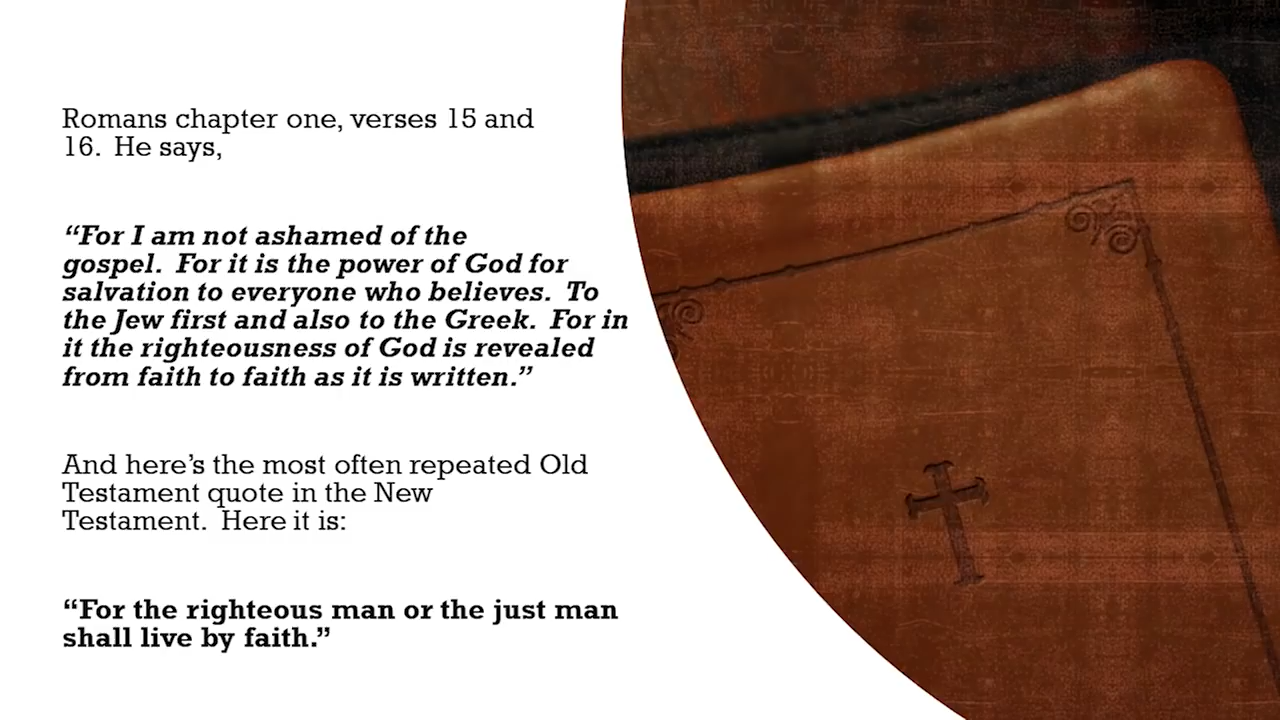 Romans chapter one, verses 15 and
16.  He says,
“For I am not ashamed of the
gospel.  For it is the power of God for
salvation to everyone who believes.  To
the Jew first and also to the Greek.  For in
it the righteousness of God is revealed
from faith to faith as it is written.”
And here’s the most often repeated Old
Testament quote in the New
Testament.  Here it is:
“For the righteous man or the just man
shall live by faith.”